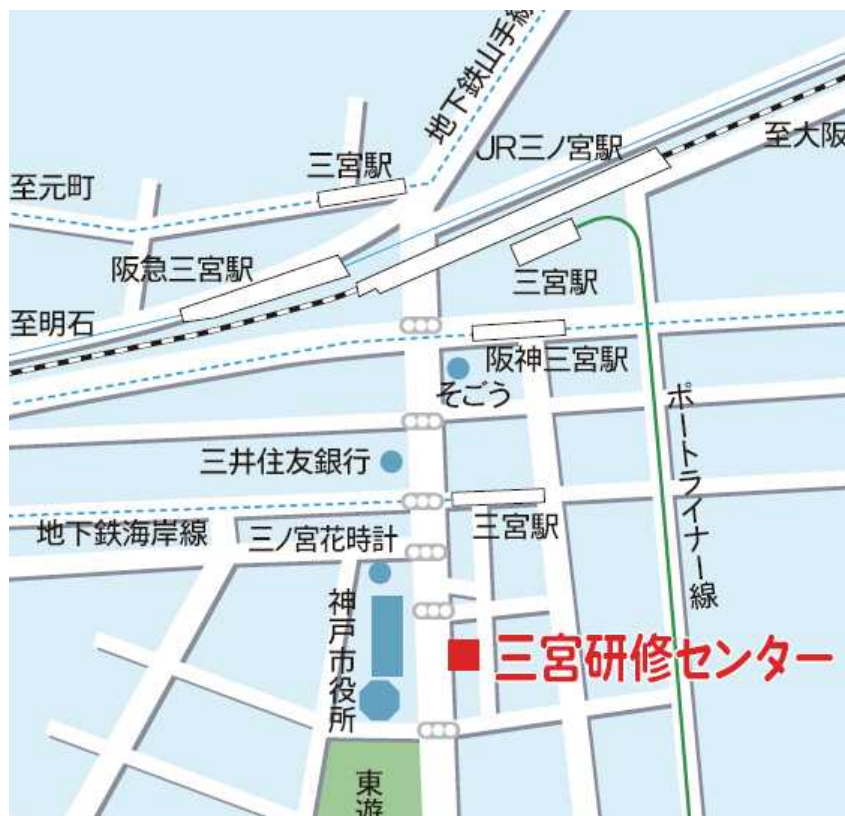 地下鉄山手線
JR三ノ宮駅
至大阪
三宮駅
至元町
阪急三宮駅
三宮駅
至明石
阪神三宮駅
そごう
ポートライナー線
三井住友銀行
地下鉄海岸線
三ノ宮花時計
三宮駅
神戸市役所
三宮研修センター
東遊